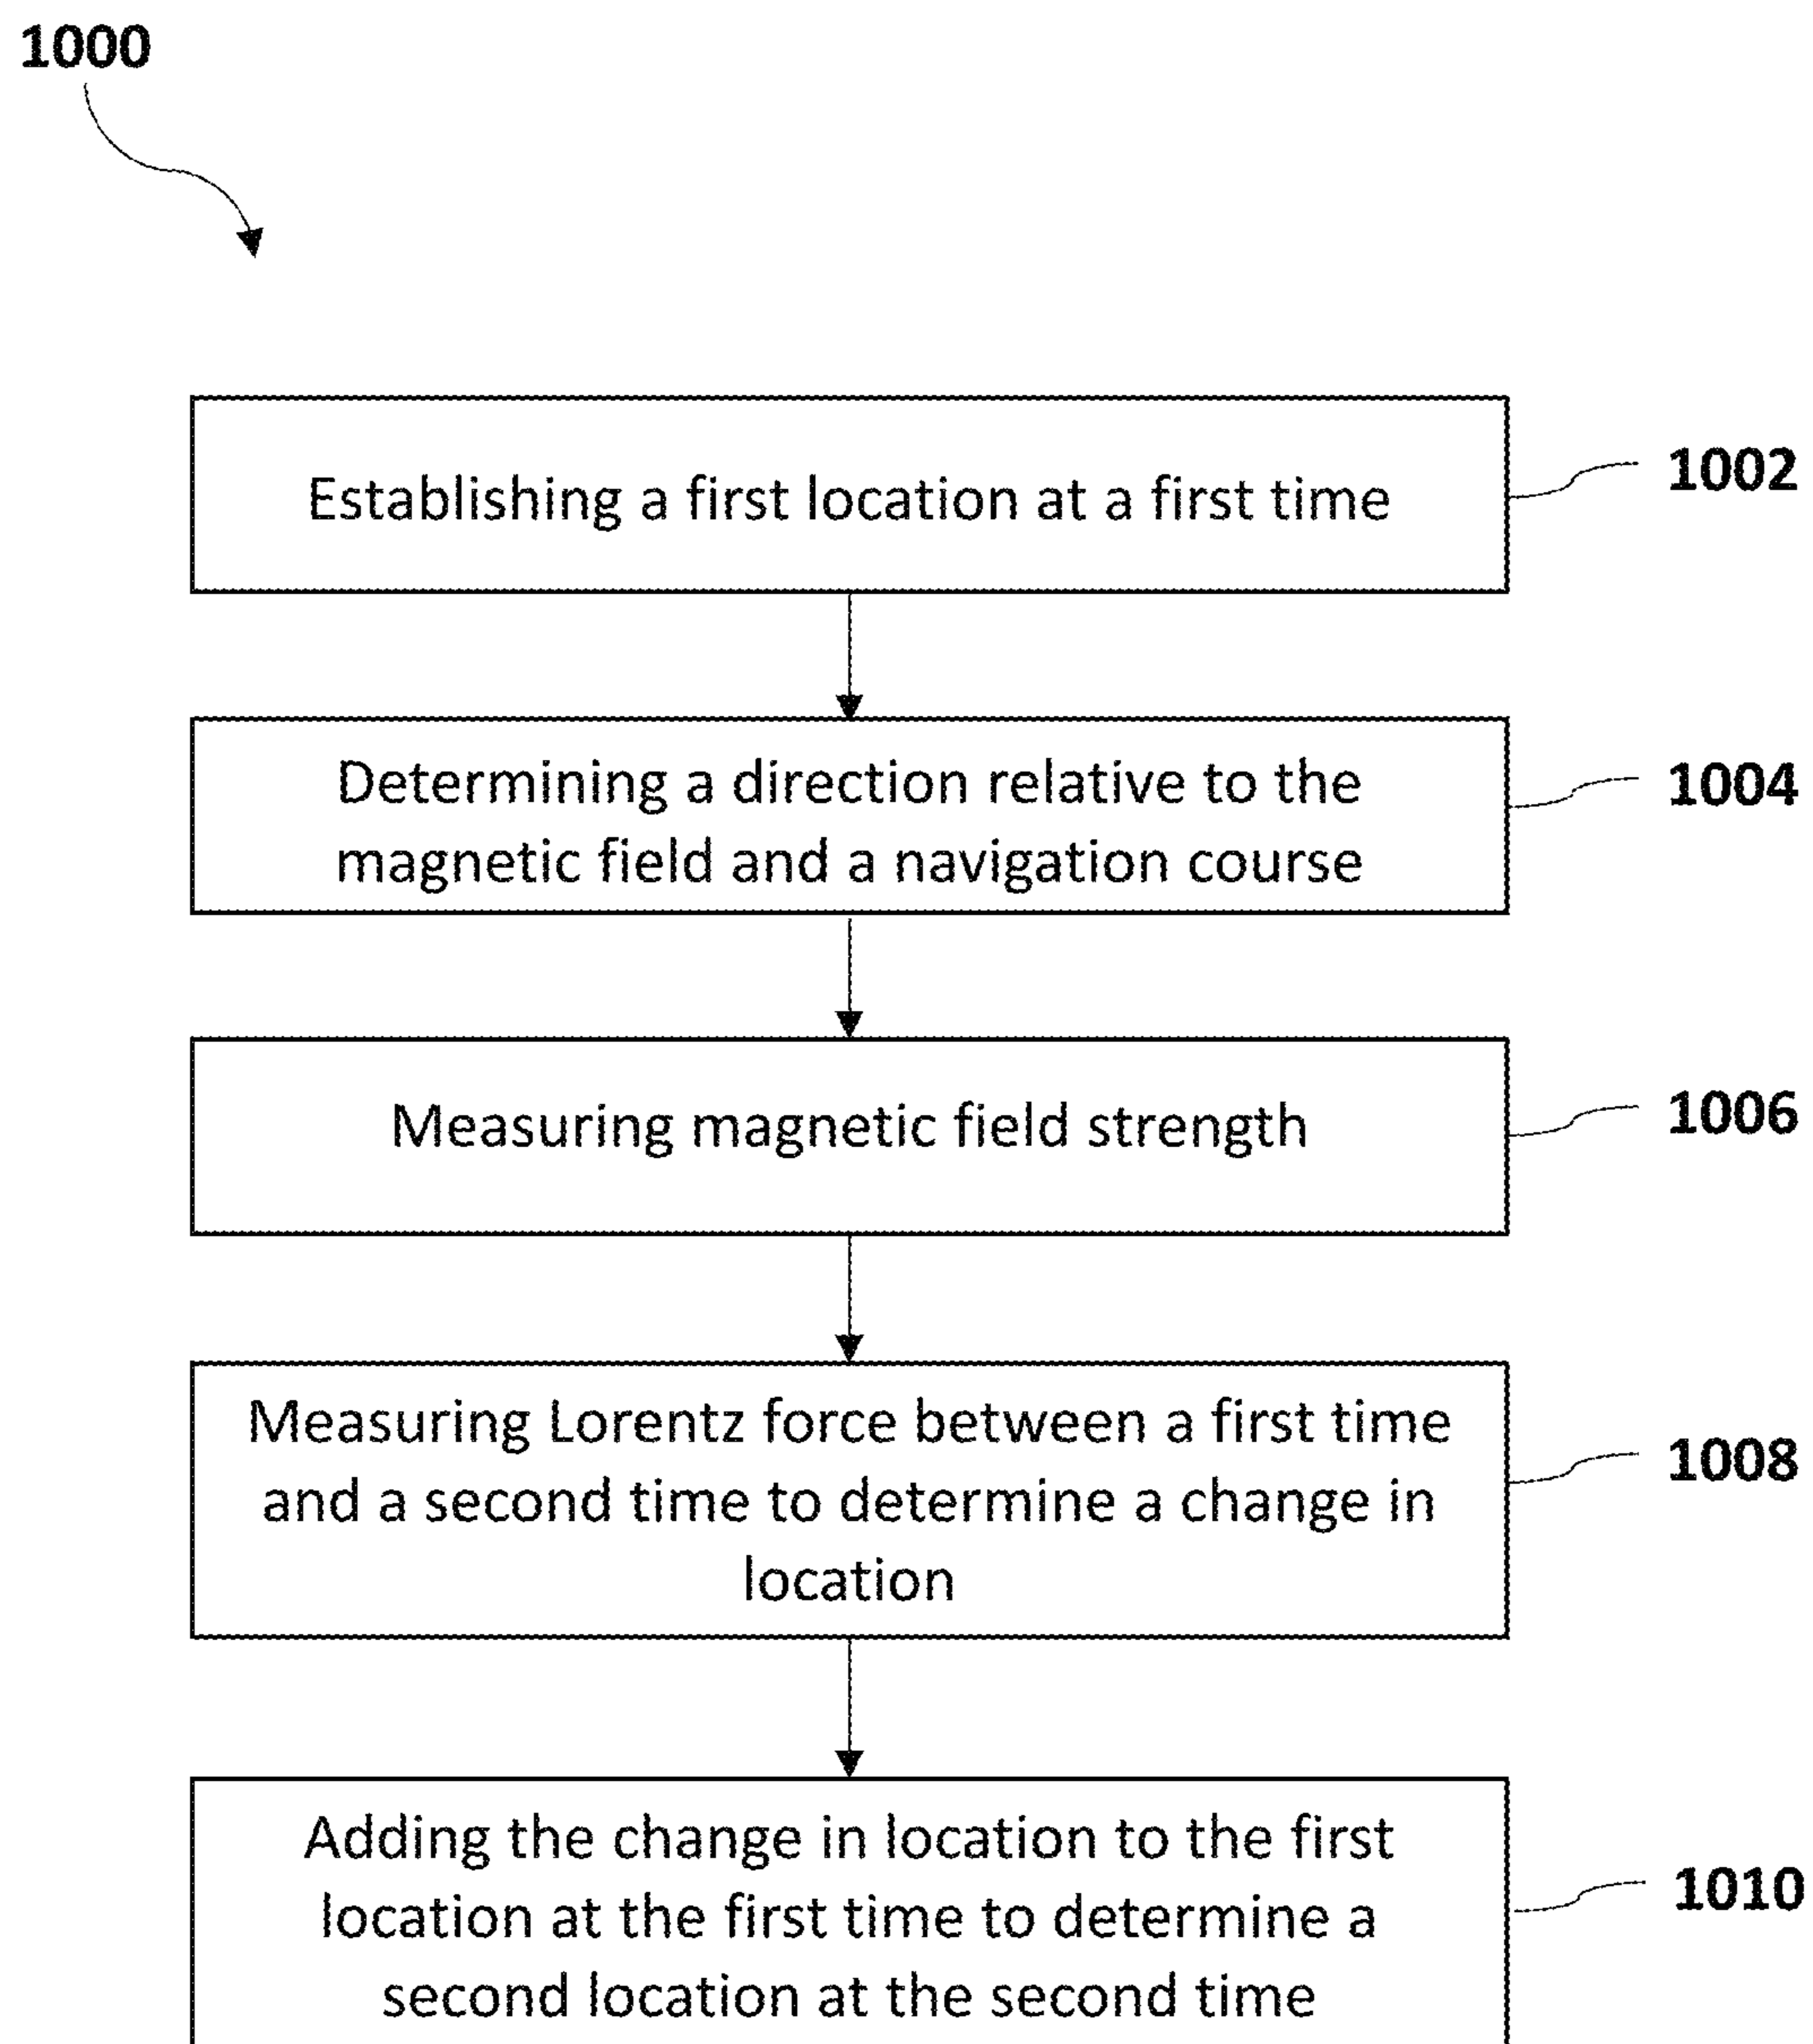 1000
Establishing a first location at a first time
1002
Determining a direction relative to the
magnetic field and a navigation course
1004
Measuring magnetic field strength
1006
Measuring Lorentz force between a first time
and a second time to determine a change in
location
1008
Adding the change in location to the first
location at the first time to determine a
second location at the second time
1010